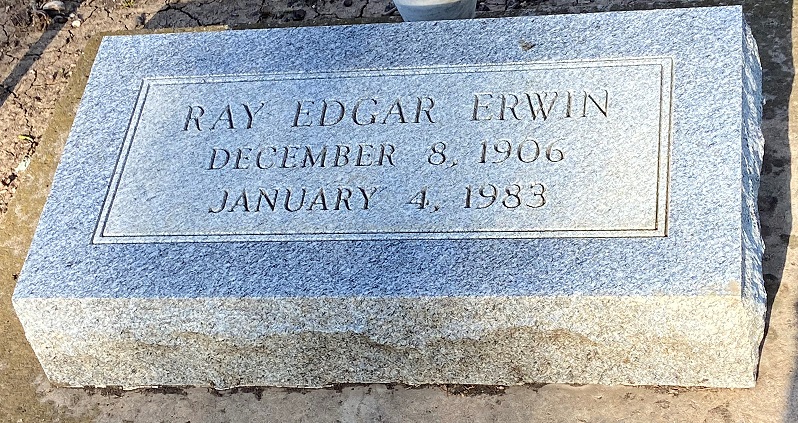 RAY EDGAR ERWIN
DECEMBER 8, 1906
JANUARY 4, 1983